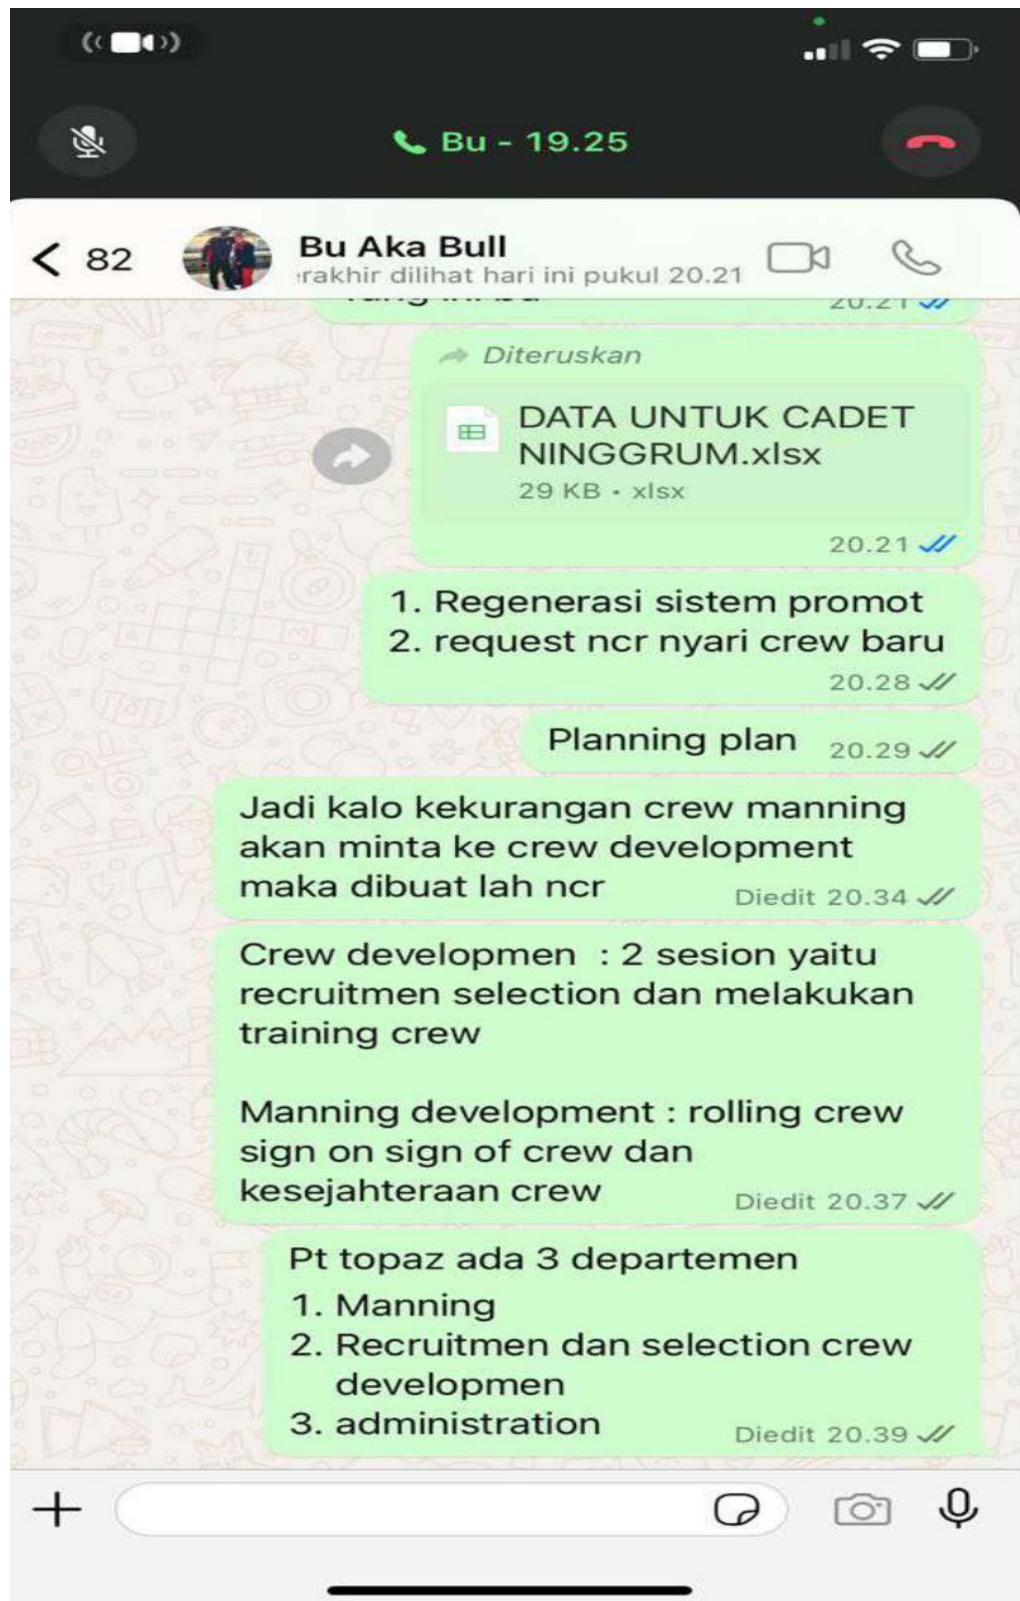 Bu - 19.25
82
Bu Aka Bull
rakhir dilihat hari ini pukul 20.21
20.21
Diteruskan
DATA UNTUK CADET
NINGGRUM.xlsx
29 KB • xlsx
20.21
1. Regenerasi sistem promot
2. request ncr nyari crew baru
20.28
Planning plan 20.29
Jadi kalo kekurangan crew manning
akan minta ke crew development
maka dibuat lah ncr Diedit 20.34
Crew developmen : 2 sesion yaitu
recruitmen selection dan melakukan
training crew
Manning development : rolling crew
sign on sign of crew dan
kesejahteraan crew Diedit 20.37
Pt topaz ada 3 departemen
1. Manning
2. Recruitmen dan selection crew
developmen
3. administration Diedit 20.39